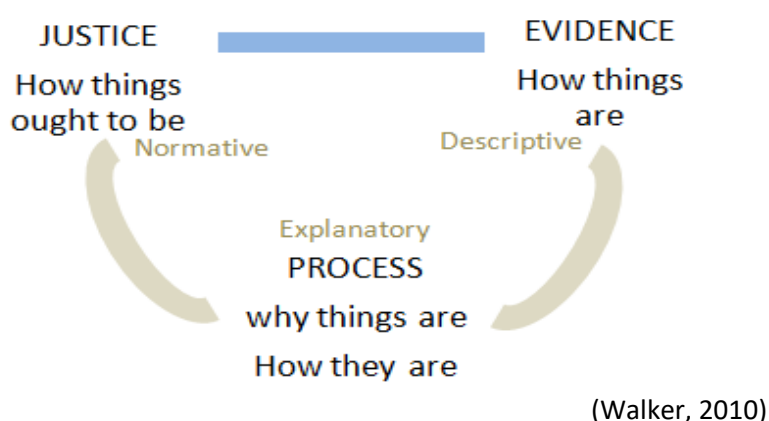 JUSTICE
How things
ought to be
Normative
EVIDENCE
How things
are
Descriptive
Explanatory
PROCESS
why things are
How they are
(Walker, 2010)